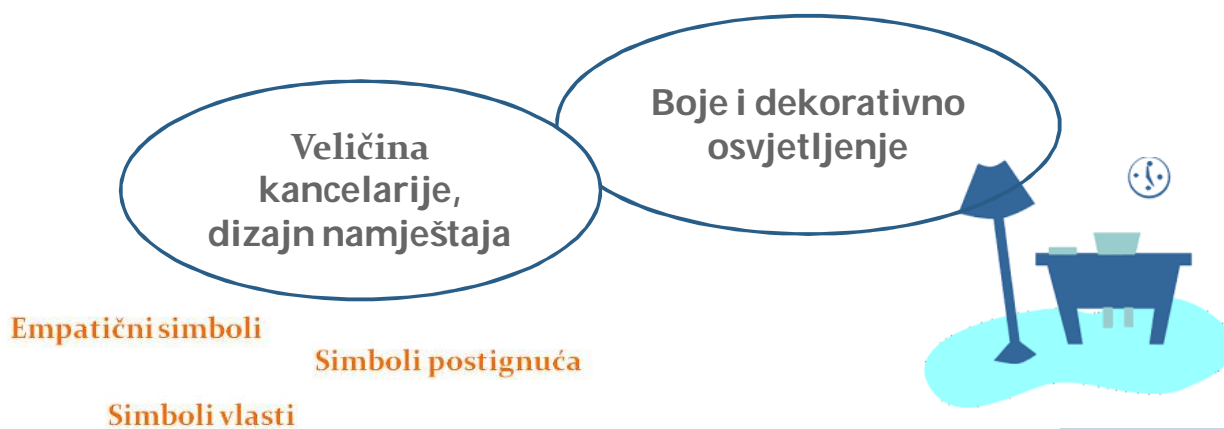 Boje i dekorativno
osvjetljenje
Veličina
kancelarije,
dizajn namještaja
Empatični simboli
Simboli postignuća
Simboli vlasti